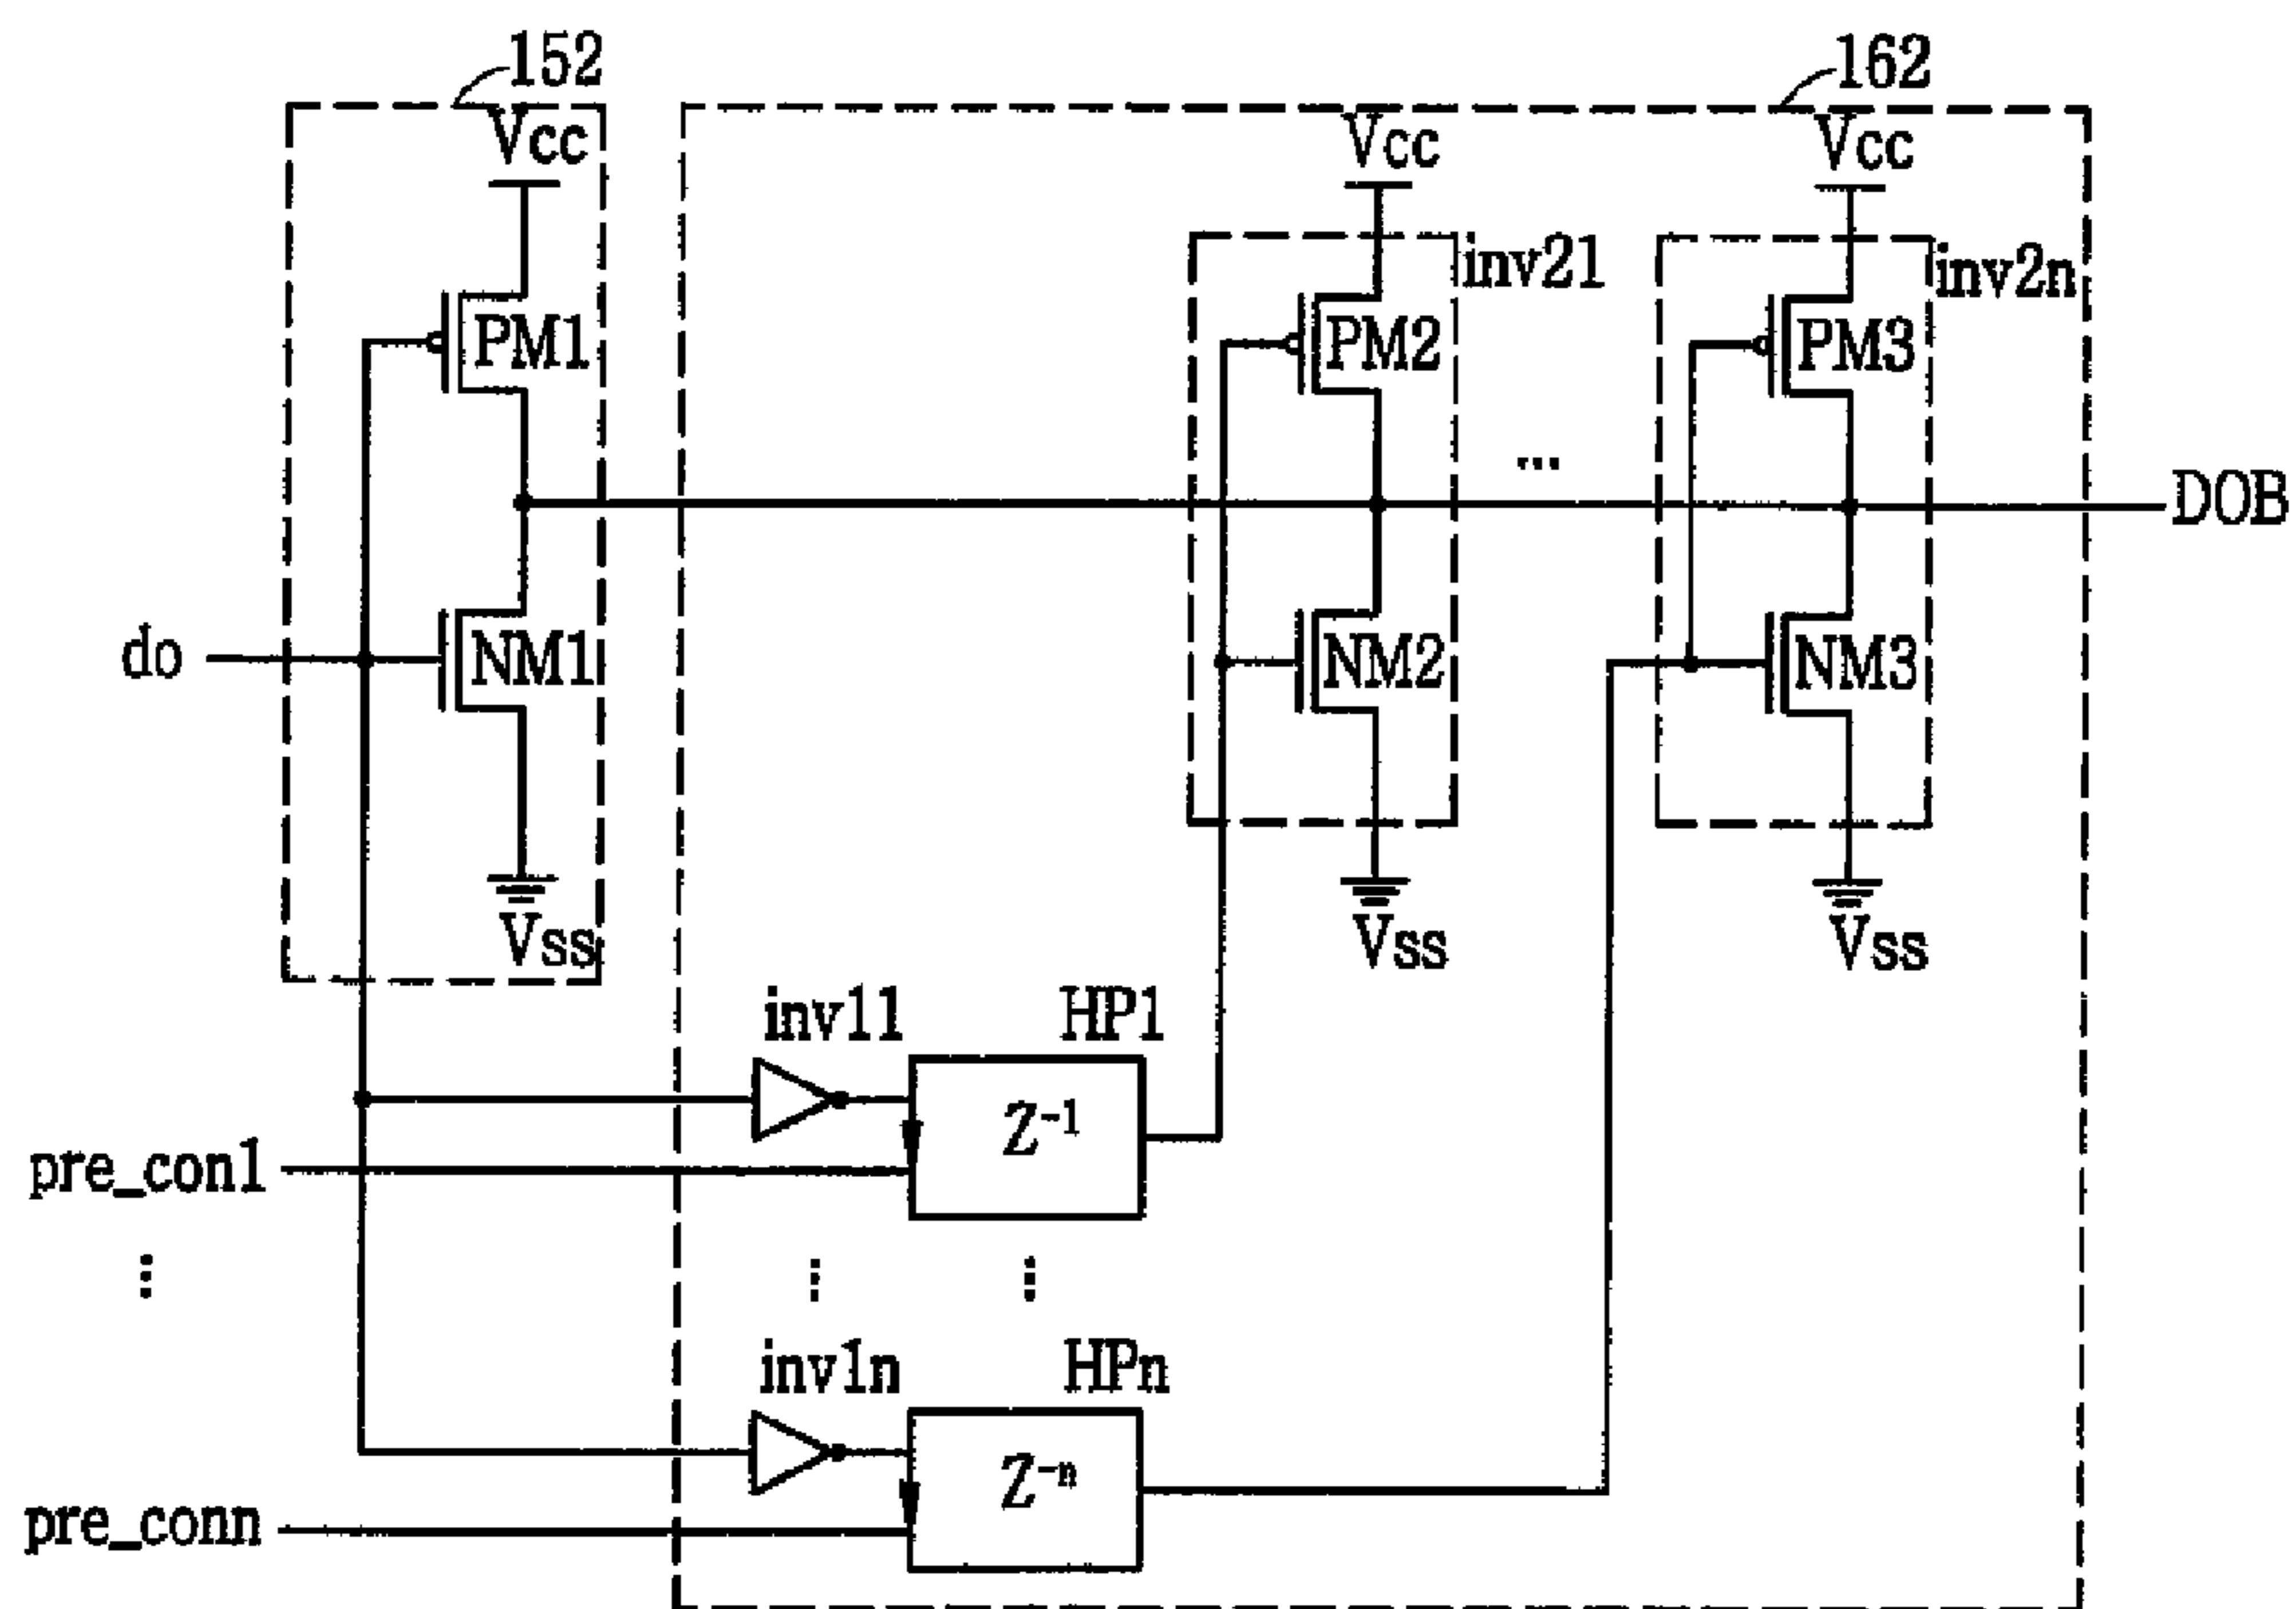 152
162
Vcc
Vcc
Vcc
inv21
inv2n
PM1
PM2
PM3
...
DOB
do
NM1
NM2
NM3
Vss
Vss
Vss
inv11
HP1
Z⁻¹
pre_con1
⋮
⋮
⋮
inv1n
HPn
Z⁻ⁿ
pre_conn